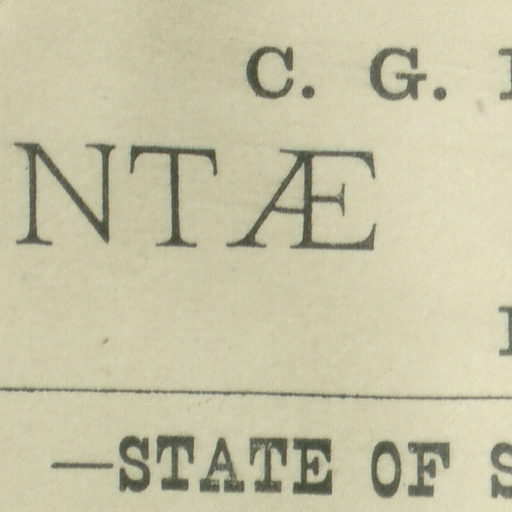 C. G.
NTÆ
—STATE OF